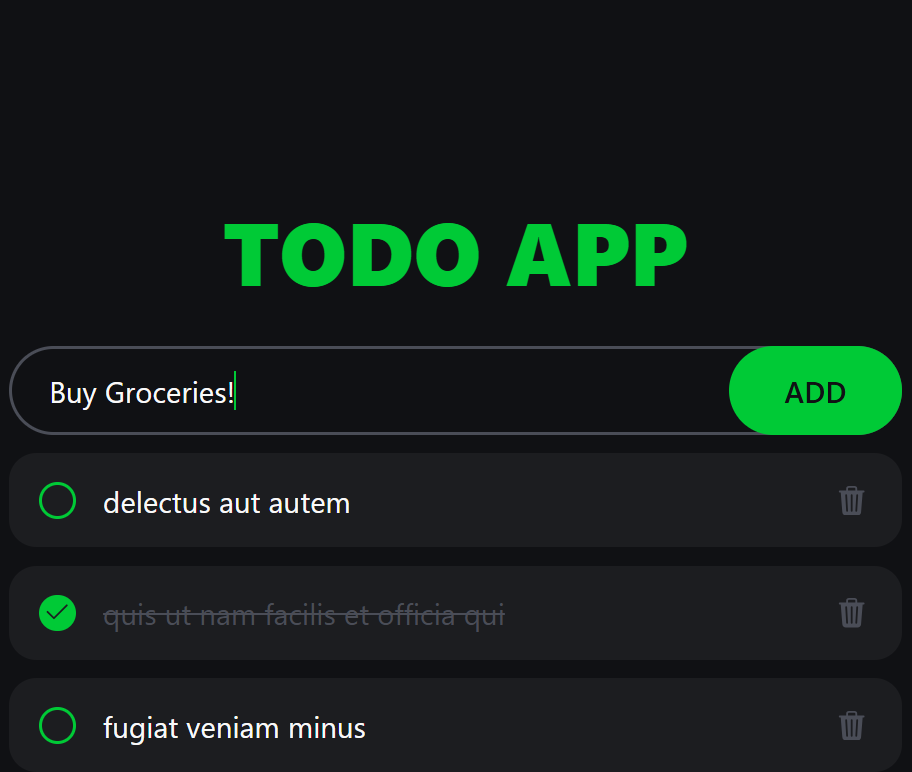 TODO APP
Buy Groceries!
ADD
delectus aut autem
quis ut nam facilis et officia qui
fugiat veniam minus